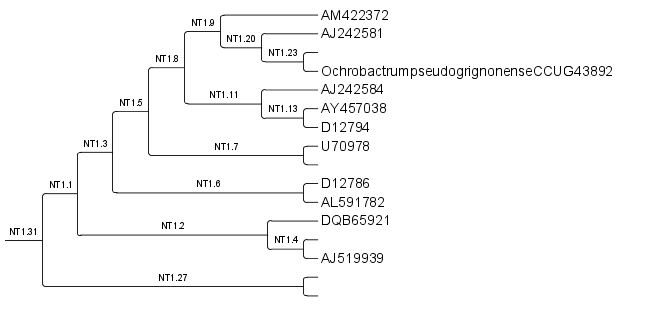 AM422372
NT1.9
AJ242581
NT1.20
NT1.23
NT1.8
OchrobactrumpseudogrignonenseCCUG43892
AJ242584
NT1.11
NT1.5
AY457038
NT1.13
D12794
NT1.3
U70978
NT1.7
NT1.1
D12786
NT1.6
AL591782
DQB65921
NT1.2
NT1.31
NT1.4
AJ519939
NT1.27